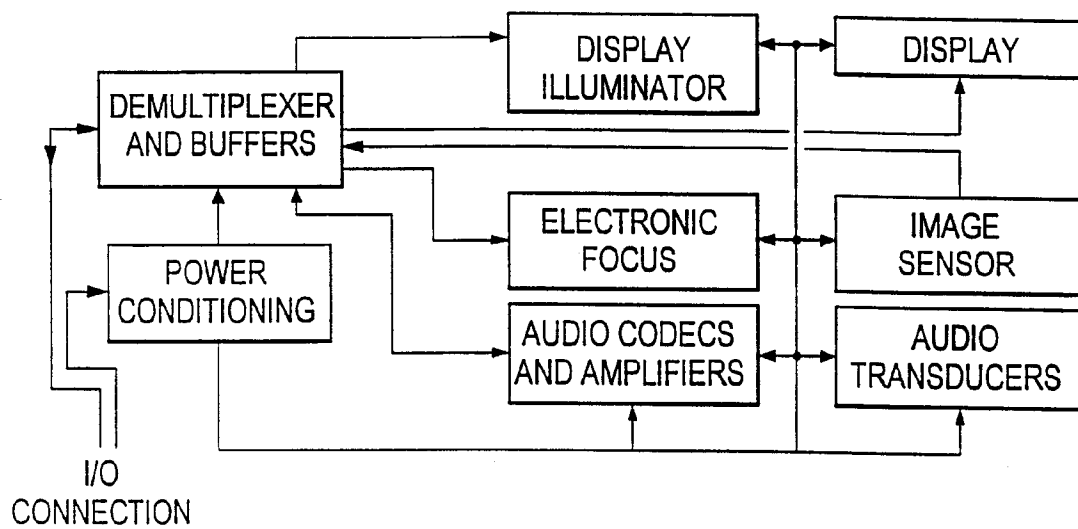 DISPLAY
ILLUMINATOR
DISPLAY
DEMULTIPLEXER
AND BUFFERS
ELECTRONIC
FOCUS
IMAGE
SENSOR
POWER
CONDITIONING
AUDIO CODECS
AND AMPLIFIERS
AUDIO
TRANSDUCERS
I/O
CONNECTION